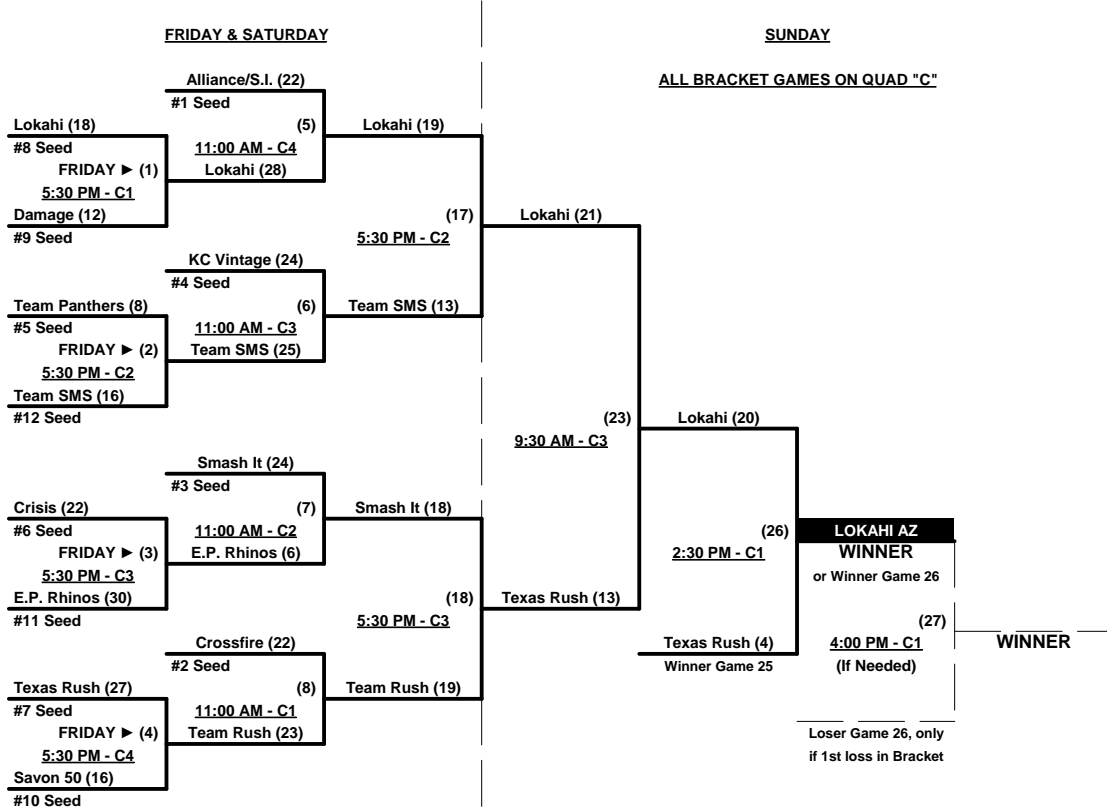 FRIDAY & SATURDAY
SUNDAY
Alliance/S.I. (22)
ALL BRACKET GAMES ON QUAD "C"
#1 Seed
Lokahi (18)
(5)
Lokahi (19)
#8 Seed
11:00 AM - C4
FRIDAY ► (1)
Lokahi (28)
5:30 PM - C1
Damage (12)
(17)
Lokahi (21)
#9 Seed
5:30 PM - C2
KC Vintage (24)
#4 Seed
Team Panthers (8)
(6)
Team SMS (13)
#5 Seed
11:00 AM - C3
FRIDAY ► (2)
Team SMS (25)
5:30 PM - C2
Team SMS (16)
#12 Seed
(23)
Lokahi (20)
9:30 AM - C3
Smash It (24)
#3 Seed
Crisis (22)
(7)
Smash It (18)
#6 Seed
11:00 AM - C2
(26)
LOKAHI AZ
FRIDAY ► (3)
E.P. Rhinos (6)
2:30 PM - C1
WINNER
5:30 PM - C3
or Winner Game 26
E.P. Rhinos (30)
(18)
Texas Rush (13)
#11 Seed
5:30 PM - C3
(27)
Crossfire (22)
Texas Rush (4)
4:00 PM - C1
WINNER
#2 Seed
Winner Game 25
(If Needed)
Texas Rush (27)
(8)
Team Rush (19)
#7 Seed
11:00 AM - C1
FRIDAY ► (4)
Team Rush (23)
Loser Game 26, only
5:30 PM - C4
if 1st loss in Bracket
Savon 50 (16)
#10 Seed